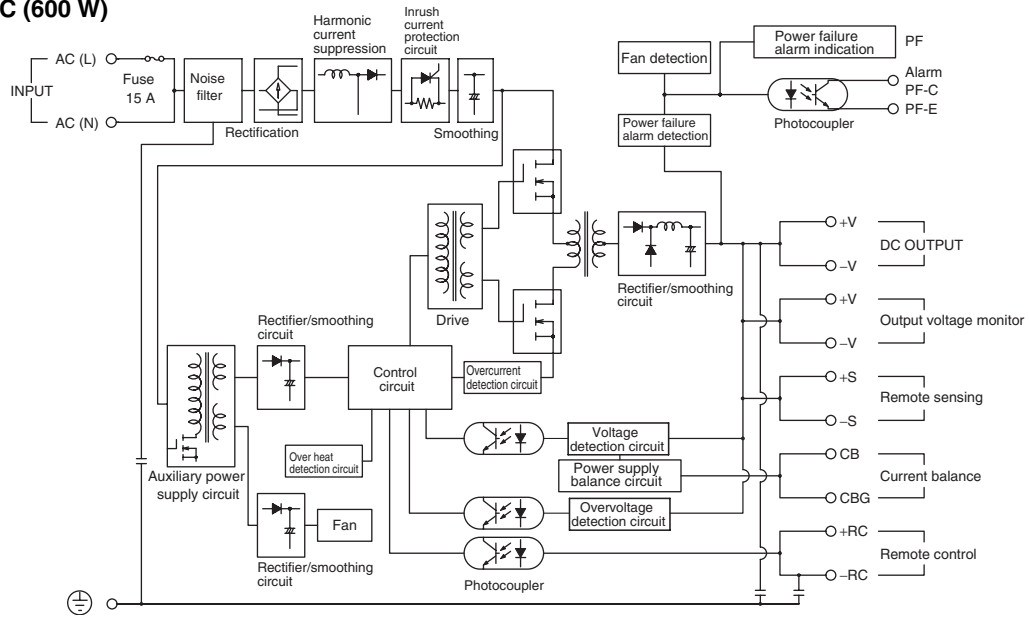 C (600 W)
Harmonic
current
suppression
Inrush
current
protection
circuit
Power failure
alarm indication
PF
Fan detection
AC (L)
Fuse
15 A
Noise
filter
INPUT
AC (N)
Rectification
Smoothing
Alarm
PF-C
PF-E
Photocoupler
Power failure
alarm detection
+V
DC OUTPUT
–V
Rectifier/smoothing
circuit
Drive
+V
Output voltage monitor
–V
Rectifier/smoothing
circuit
Control
circuit
Overcurrent
detection circuit
+S
Remote sensing
–S
Voltage
detection circuit
Over heat
detection circuit
Power supply
balance circuit
CB
Current balance
CBG
Auxiliary power
supply circuit
Overvoltage
detection circuit
Fan
+RC
Remote control
–RC
Rectifier/smoothing
circuit
Photocoupler